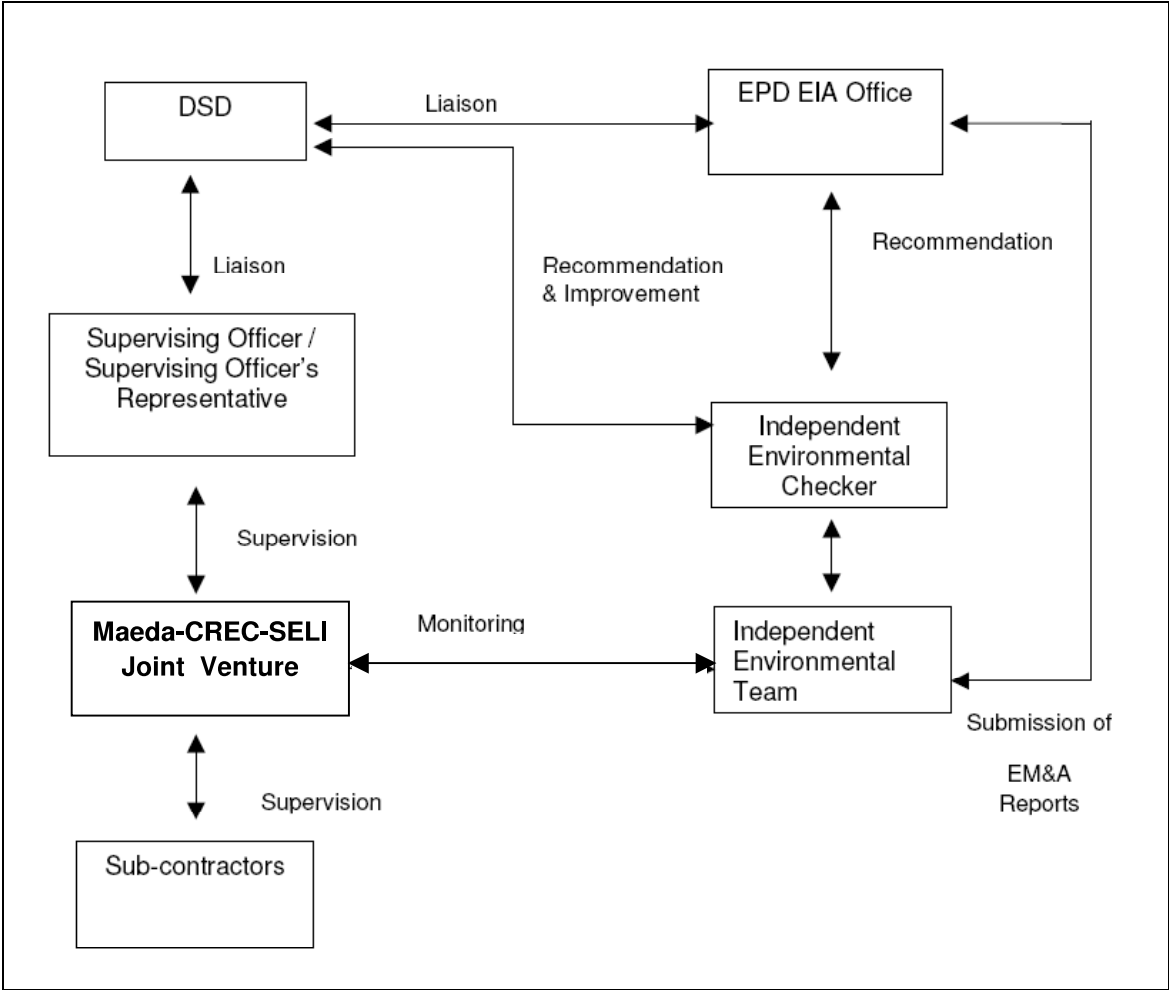 DSD
Liaison
EPD EIA Office
Liaison
Recommendation
& Improvement
Recommendation
Supervising Officer /
Supervising Officer's
Representative
Independent
Environmental
Checker
Supervision
Maeda-CREC-SELI
Joint Venture
Monitoring
Independent
Environmental
Team
Submission of
EM&A
Reports
Supervision
Sub-contractors